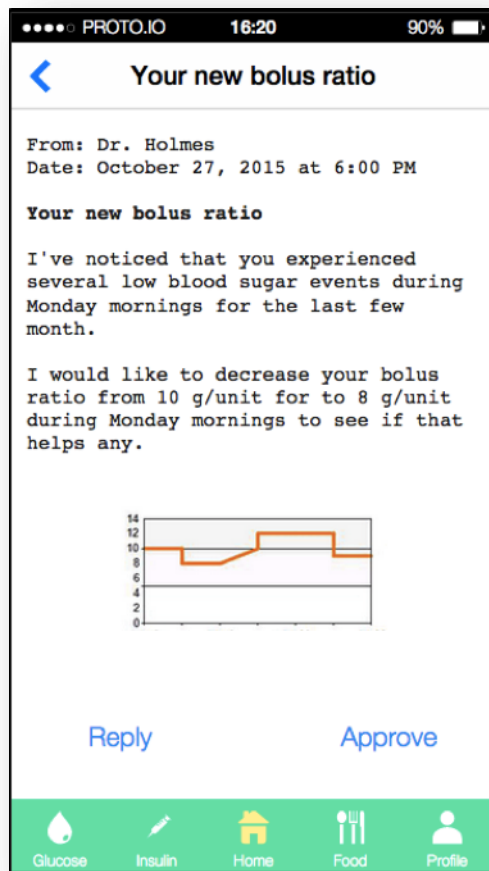 PROTO.IO 16:20 90%
Your new bolus ratio
From: Dr. Holmes
Date: October 27, 2015 at 6:00 PM
Your new bolus ratio
I've noticed that you experienced
several low blood sugar events during
Monday mornings for the last few
month.
I would like to decrease your bolus
ratio from 10 g/unit for to 8 g/unit
during Monday mornings to see if that
helps any.
14
12
10
8
6
4
2
0
Reply Approve
Glucose Insulin Home Food Profile